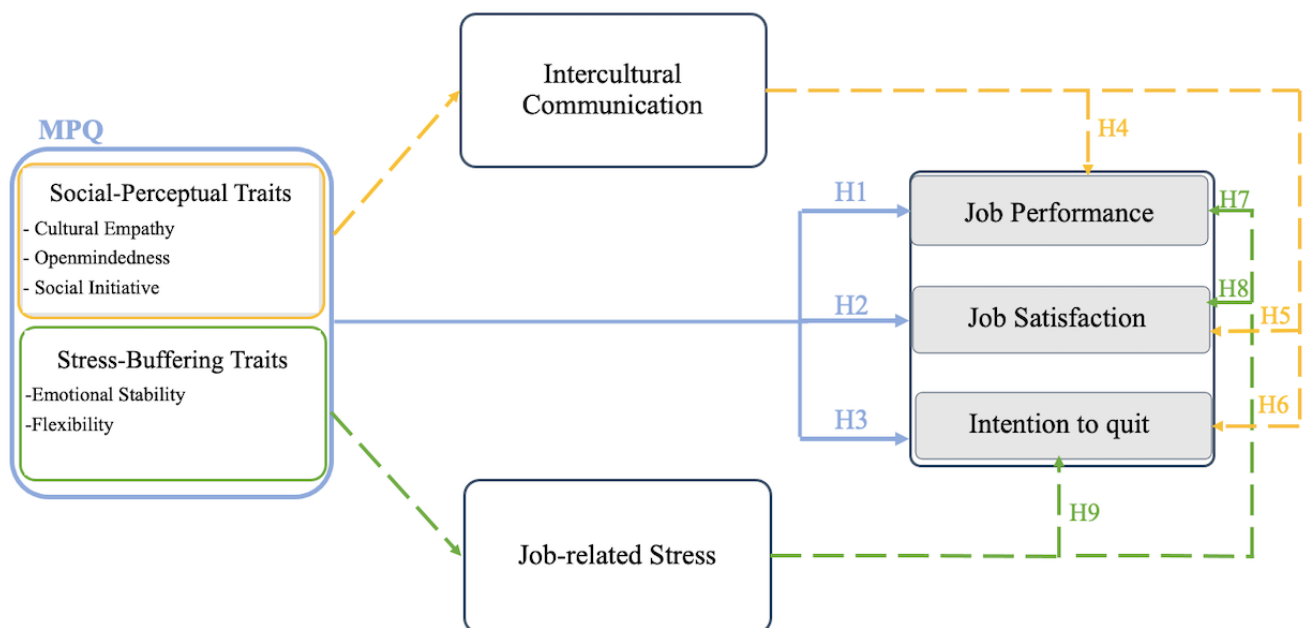 Intercultural
Communication
MPQ
Social-Perceptual Traits
- Cultural Empathy
- Openmindedness
- Social Initiative
Stress-Buffering Traits
-Emotional Stability
-Flexibility
H1
H2
H3
H4
Job Performance
H7
H8
Job Satisfaction
H5
H6
Intention to quit
H9
Job-related Stress